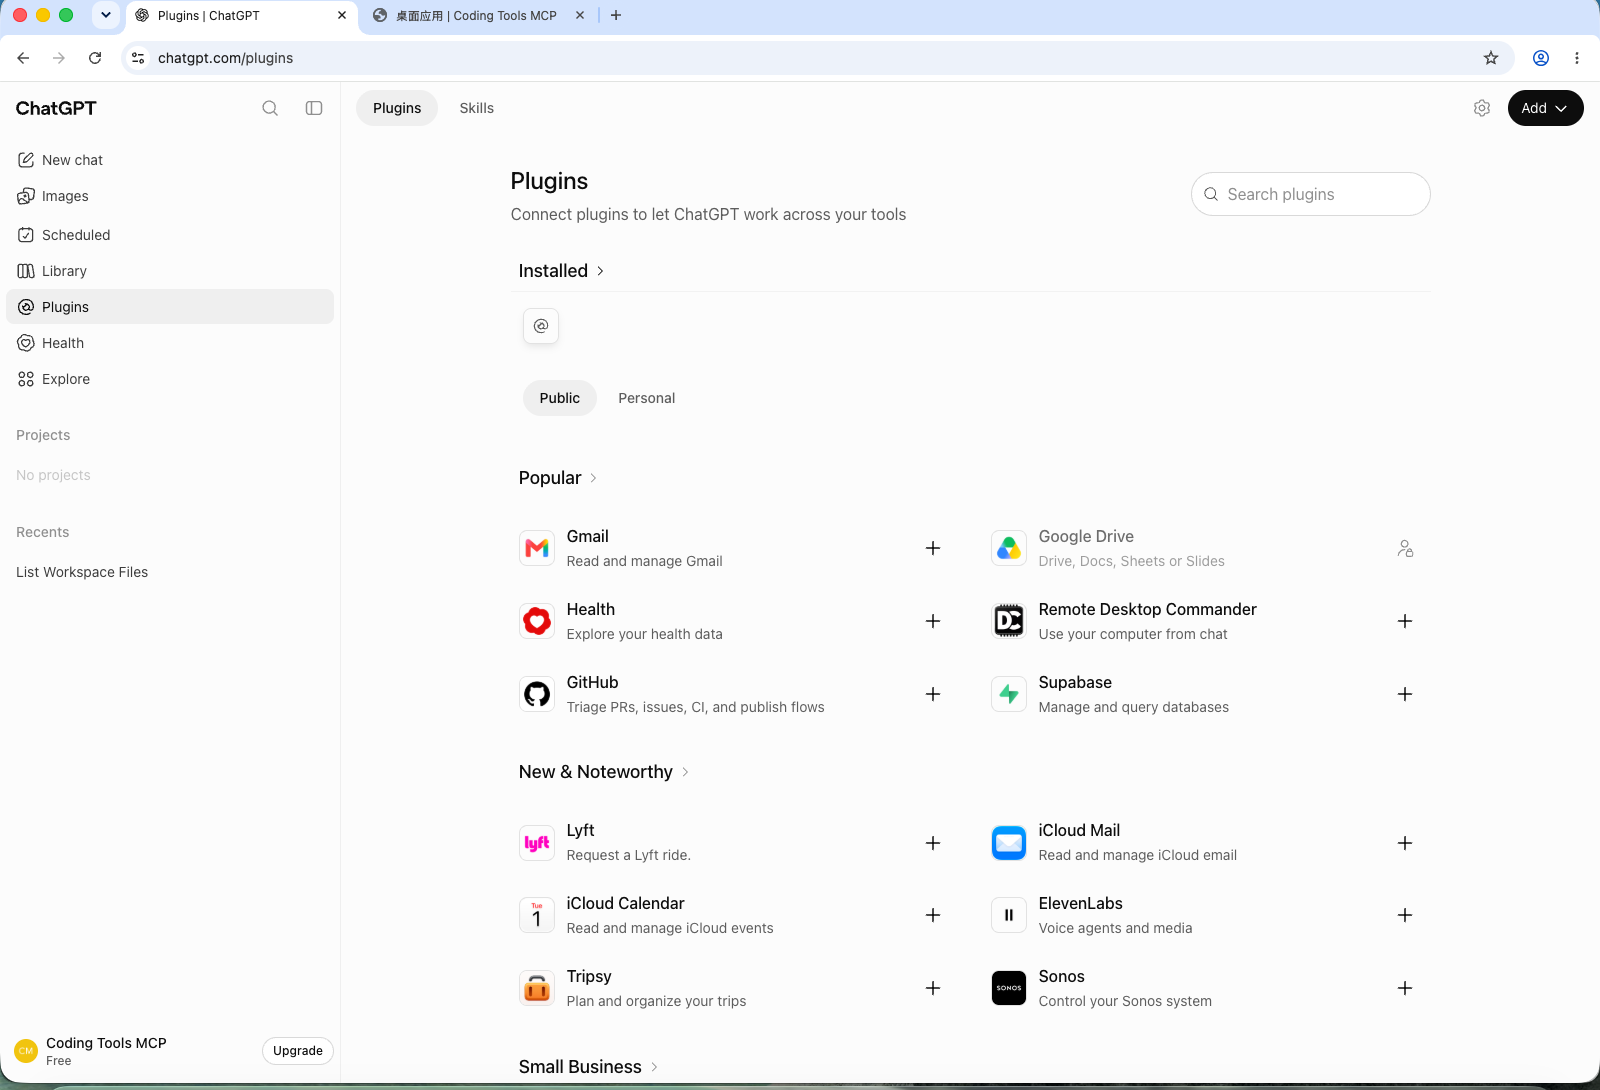 Plugins | ChatGPT
桌面应用 | Coding Tools MCP
chatgpt.com/plugins
ChatGPT
Plugins
Skills
Add
New chat
Images
Scheduled
Library
Plugins
Health
Explore
Projects
No projects
Recents
List Workspace Files
Coding Tools MCP
CM
Free
Upgrade
Plugins
Connect plugins to let ChatGPT work across your tools
Search plugins
Installed
Public
Personal
Popular
Gmail
Read and manage Gmail
Google Drive
Drive, Docs, Sheets or Slides
Health
Explore your health data
DC
Remote Desktop Commander
Use your computer from chat
GitHub
Triage PRs, issues, CI, and publish flows
Supabase
Manage and query databases
New & Noteworthy
lyft
Lyft
Request a Lyft ride.
iCloud Mail
Read and manage iCloud email
Tue
1
iCloud Calendar
Read and manage iCloud events
ElevenLabs
Voice agents and media
Tripsy
Plan and organize your trips
SONOS
Sonos
Control your Sonos system
Small Business